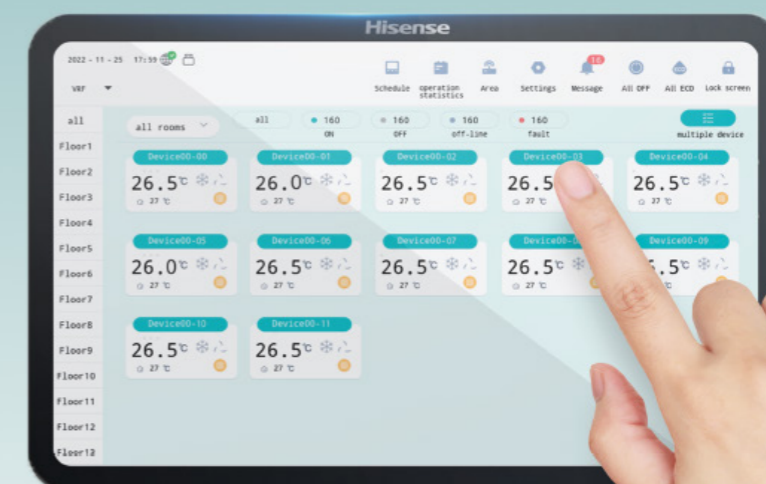 Hisense
2022 - 11 - 25 17:59
VRF
Schedule operation statistics Area Settings Message 16 All OFF All ECO Lock screen
all
all rooms
all 160 ON 160 OFF 160 off-line 160 fault
multiple device
Floor1
Device00-00 Device00-01 Device00-02 Device00-03 Device00-04
Floor2
26.5℃ 26.0℃ 26.5℃ 26.5 26.5℃
Floor3
27 ℃ 27 ℃ 27 ℃ 27 ℃ 27 ℃
Floor4
Floor5
Device00-05 Device00-06 Device00-07 Device00-09
Floor6
26.0℃ 26.5℃ 26.5℃ 26.5℃ .5℃
27 ℃ 27 ℃ 27 ℃ 27 ℃
Floor7
Floor8
Device00-10 Device00-11
Floor9
26.5℃ 26.5℃
Floor10
27 ℃ 27 ℃
Floor11
Floor12
Floor13